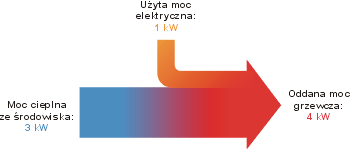 Użyta moc
elektryczna:
1 kW
Moc cieplna
ze środowiska:
3 kW
Oddana moc
grzewcza:
4 kW